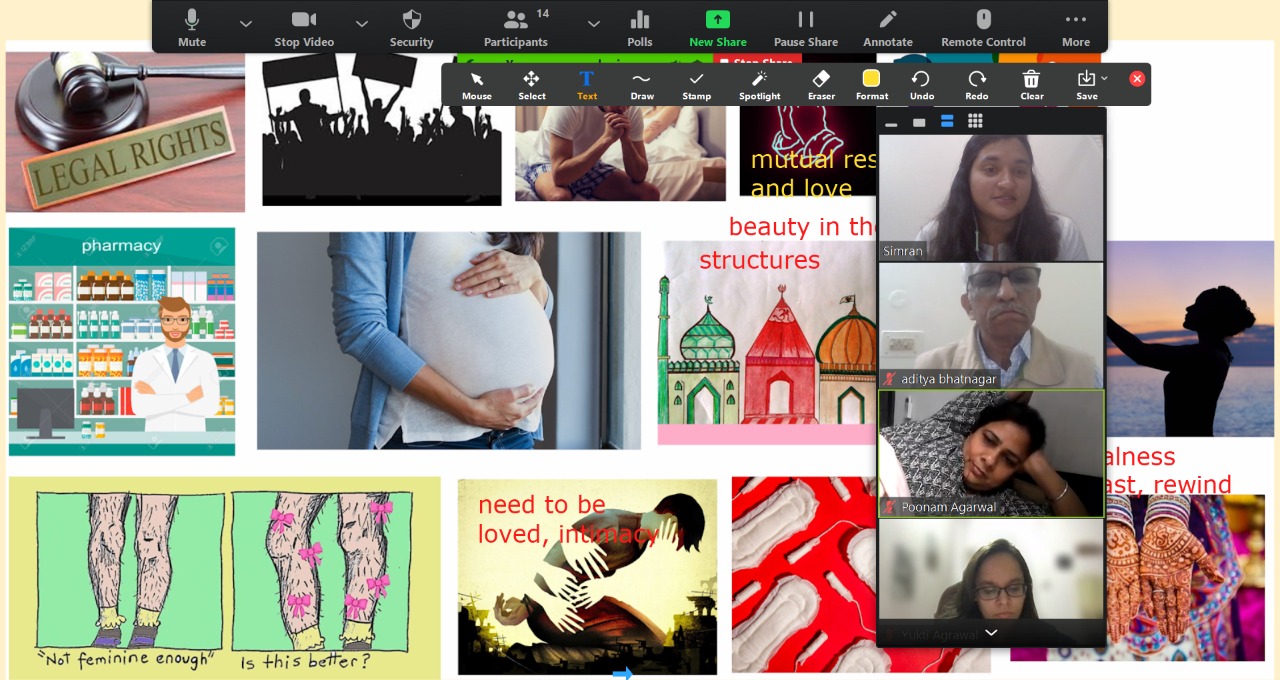 14
Mute
Stop Video
Security
Participants
Polls
New Share
Pause Share
Annotate
Remote Control
More
Stop Share
Mouse
Select
T
Text
Draw
Stamp
Spotlight
Eraser
Format
Undo
Redo
Clear
Save
LEGAL RIGHTS
mutual res
and love
Simran
beauty in the
structures
pharmacy
aditya bhatnagar
Poonam Agarwal
alness
ast, rewind
need to be
loved, intimacy
Yukti Agrawal
"Not feminine enough"
Is this better?